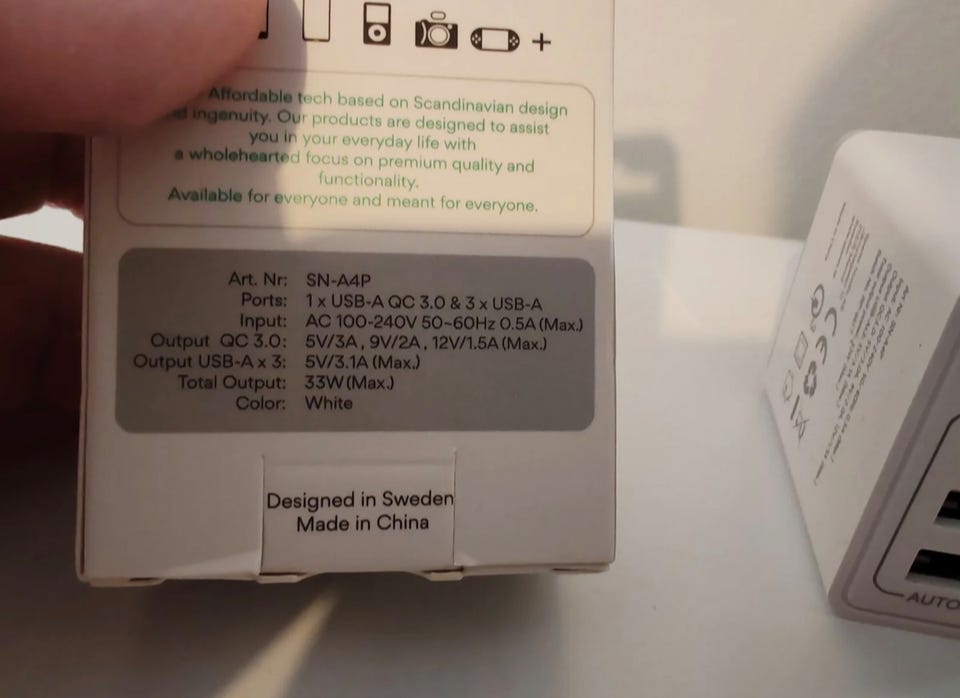 Affordable tech based on Scandinavian design
ingenuity. Our products are designed to assist
you in your everyday life with
a wholehearted focus on premium quality and
functionality.
Available for everyone and meant for everyone.
Art. Nr: SN-A4P
Ports: 1 x USB-A QC 3.0 & 3 x USB-A
Input: AC 100-240V 50~60Hz 0.5A (Max.)
Output QC 3.0: 5V/3A , 9V/2A , 12V/1.5A (Max.)
Output USB-A x 3: 5V/3.1A (Max.)
Total Output: 33W (Max.)
Color: White
Designed in Sweden
Made in China
AUTO